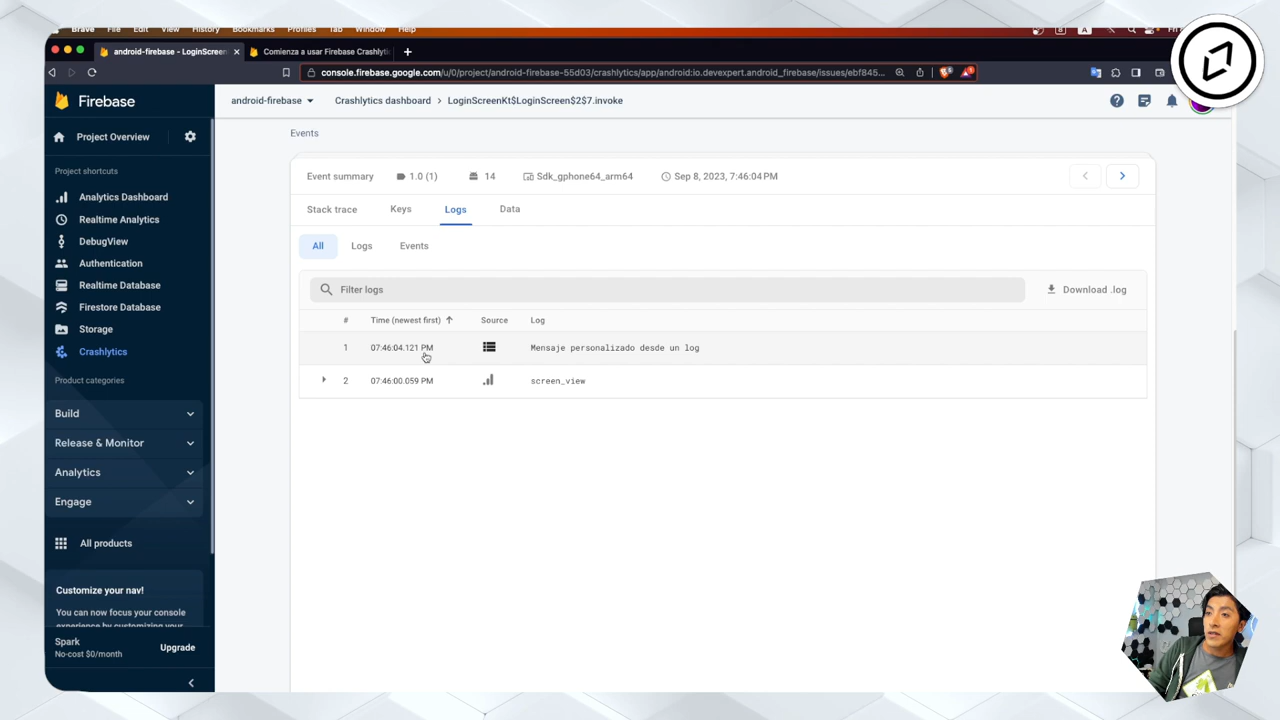 Brave File Edit View History Bookmarks Profiles Tab Window Help
android-firebase - LoginScreen
Comienza a usar Firebase Crashlyt
console.firebase.google.com/u/0/project/android-firebase-55d03/crashlytics/app/android:io.devexpert.android_firebase/issues/ebf845...
Firebase
android-firebase
Crashlytics dashboard
LoginScreenKt$LoginScreen$2$7.invoke
Project Overview
Project shortcuts
Analytics Dashboard
Realtime Analytics
DebugView
Authentication
Realtime Database
Firestore Database
Storage
Crashlytics
Product categories
Build
Release & Monitor
Analytics
Engage
All products
Customize your nav!
You can now focus your console
experience by customizing your
Spark
No-cost $0/month
Upgrade
Events
Event summary 1.0 (1) 14 Sdk_gphone64_arm64 Sep 8, 2023, 7:46:04 PM
Stack trace Keys Logs Data
All Logs Events
Filter logs
Download .log
# Time (newest first) Source Log
1 07:46:04.121 PM Mensaje personalizado desde un log
2 07:46:00.059 PM screen_view